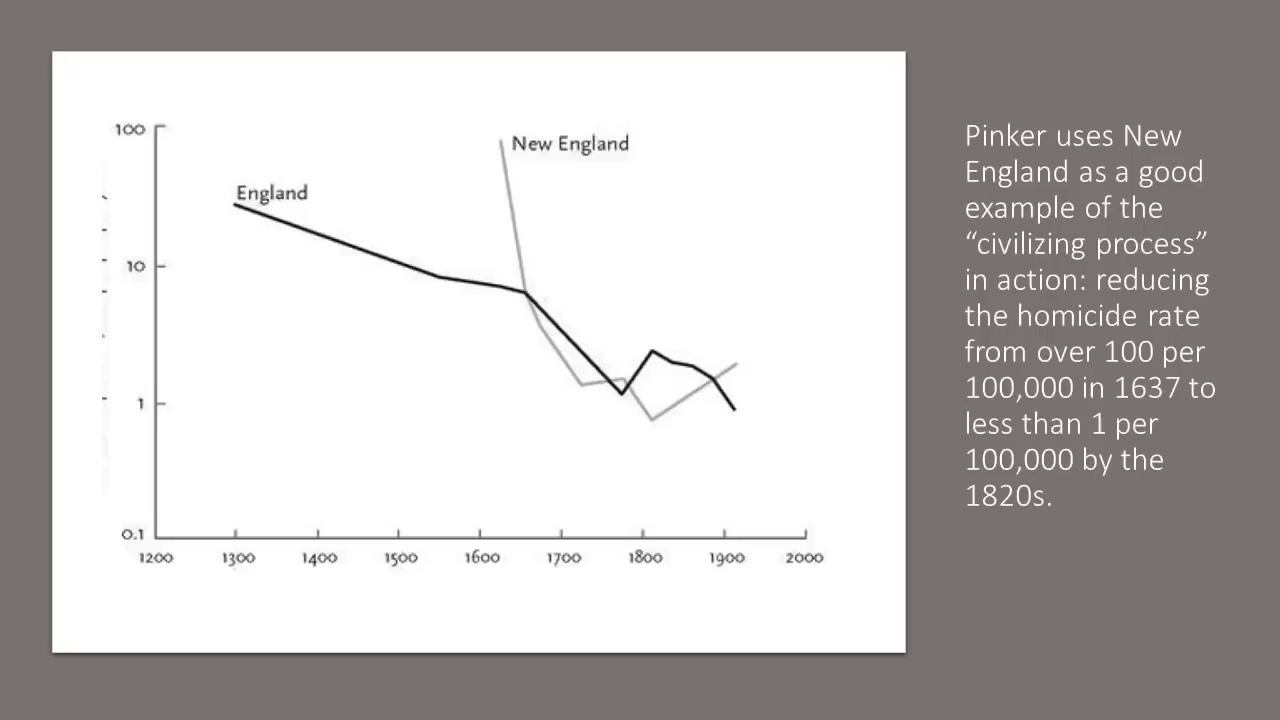 100
New England
England
10
1
0.1
1200 1300 1400 1500 1600 1700 1800 1900 2000
Pinker uses New
England as a good
example of the
“civilizing process”
in action: reducing
the homicide rate
from over 100 per
100,000 in 1637 to
less than 1 per
100,000 by the
1820s.